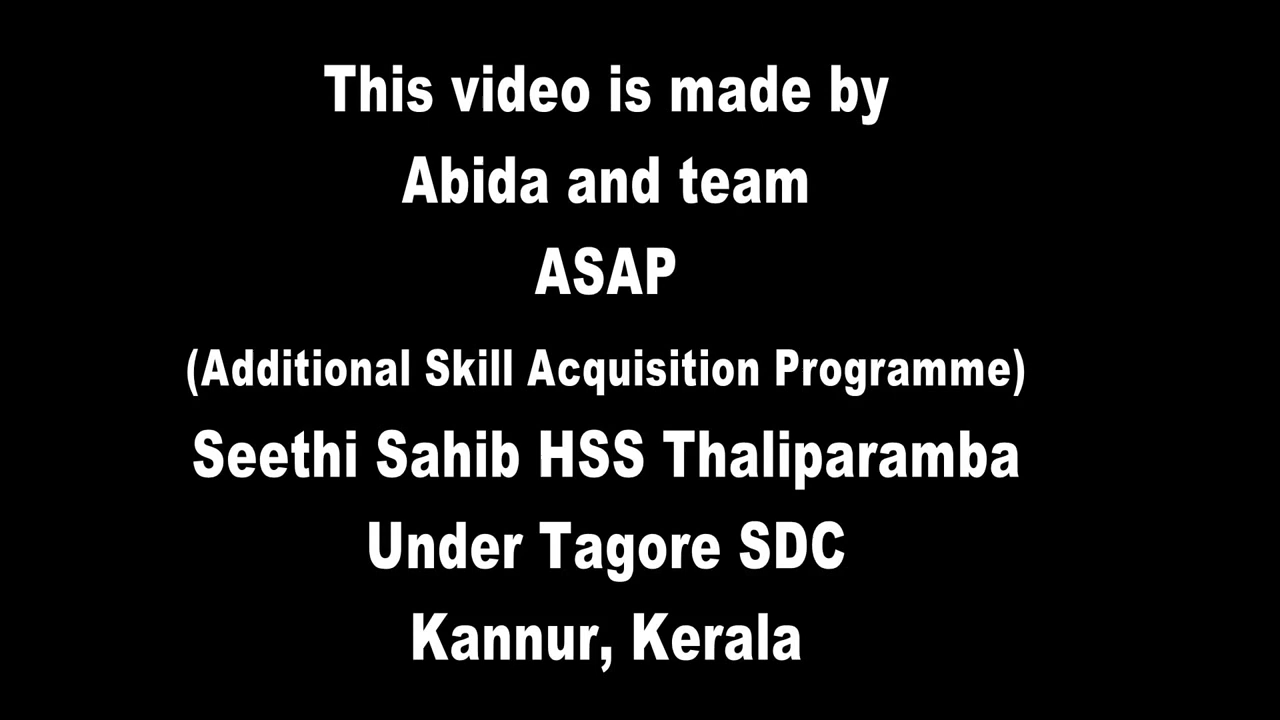 This video is made by
Abida and team
ASAP
(Additional Skill Acquisition Programme)
Seethi Sahib HSS Thaliparamba
Under Tagore SDC
Kannur, Kerala